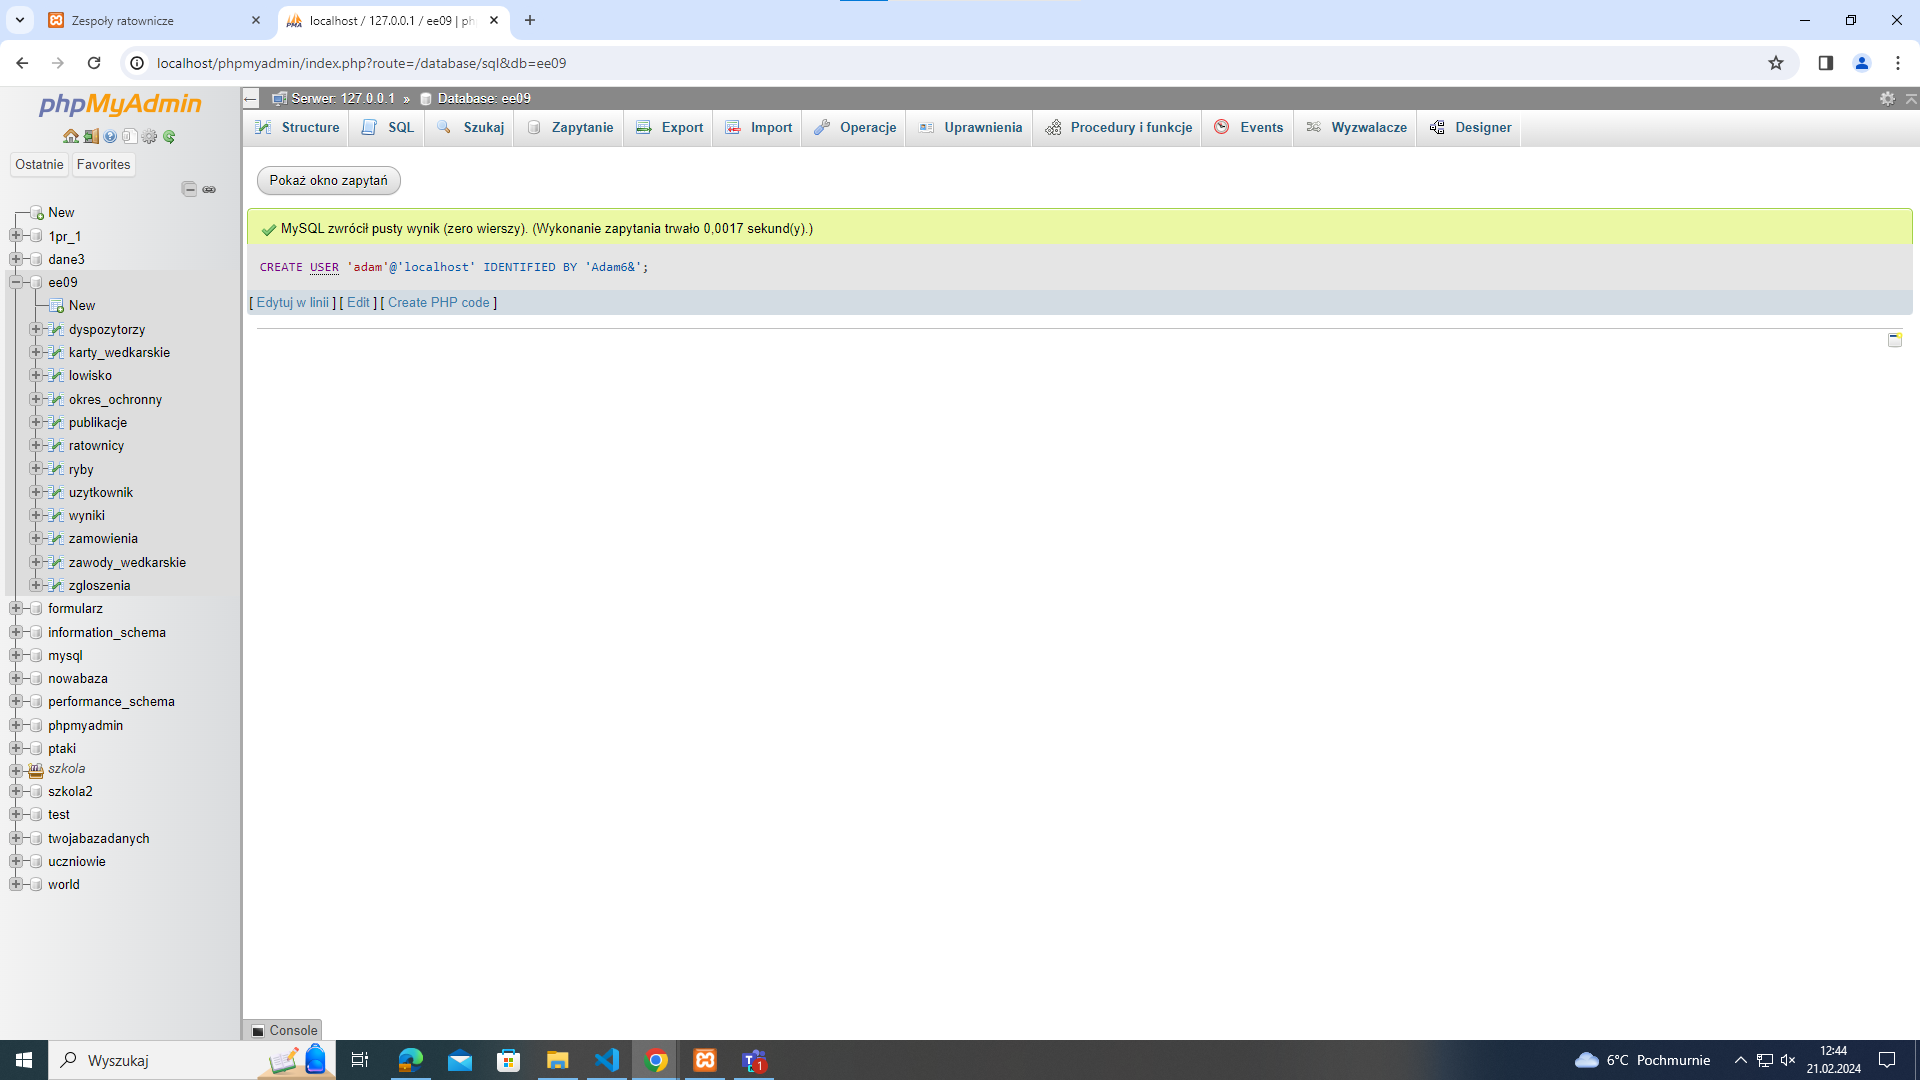 Zespoły ratownicze
localhost / 127.0.0.1 / ee09 | ph
localhost/phpmyadmin/index.php?route=/database/sql&db=ee09
phpMyAdmin
Ostatnie
Favorites
New
1pr_1
dane3
ee09
New
dyspozytorzy
karty_wedkarskie
lowisko
okres_ochronny
publikacje
ratownicy
ryby
uzytkownik
wyniki
zamowienia
zawody_wedkarskie
zgloszenia
formularz
information_schema
mysql
nowabaza
performance_schema
phpmyadmin
ptaki
szkola
szkola2
test
twojabazadanych
uczniowie
world
Serwer: 127.0.0.1 » Database: ee09
Structure SQL Szukaj Zapytanie Export Import Operacje Uprawnienia Procedury i funkcje Events Wyzwalacze Designer
Pokaż okno zapytań
MySQL zwrócił pusty wynik (zero wierszy). (Wykonanie zapytania trwało 0,0017 sekund(y).)
CREATE USER 'adam'@'localhost' IDENTIFIED BY 'Adam6&';
[ Edytuj w linii ] [ Edit ] [ Create PHP code ]
Console
Wyszukaj
1
6°C Pochmurnie
12:44
21.02.2024